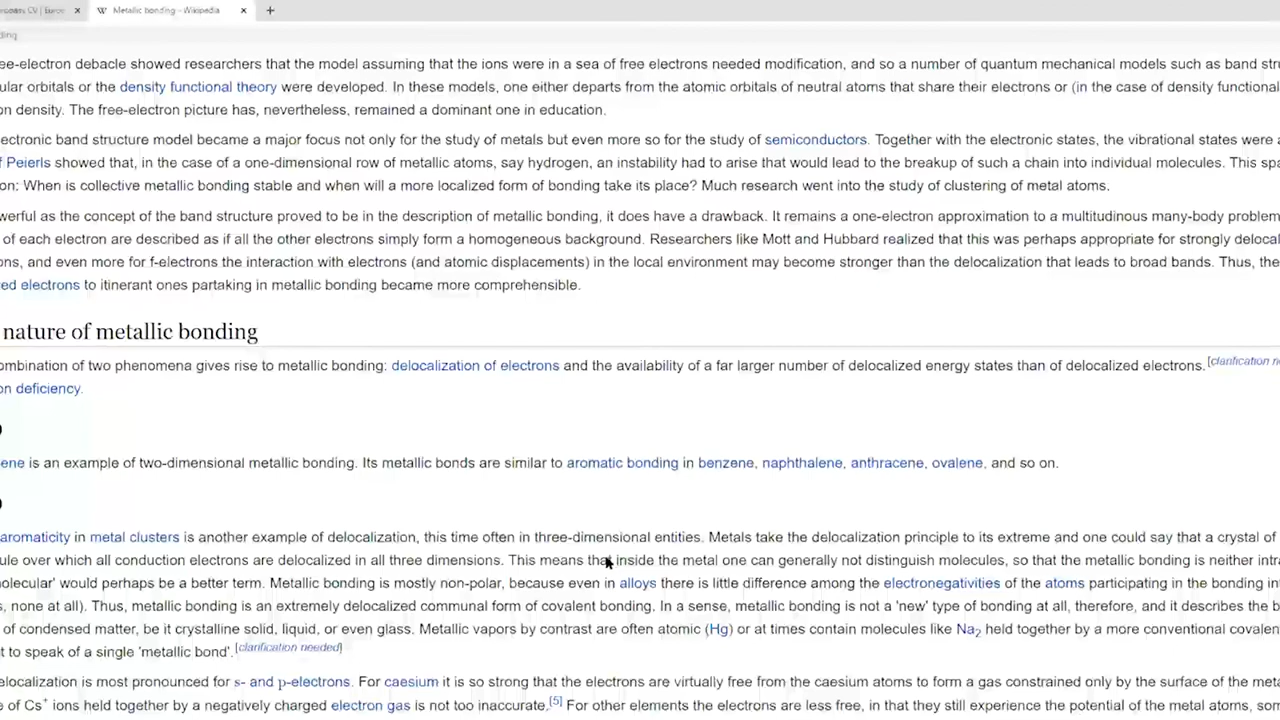 Metallic bonding - Wikipedia
ee-electron debacle showed researchers that the model assuming that the ions were in a sea of free electrons needed modification, and so a number of quantum mechanical models such as band stru
ular orbitals or the density functional theory were developed. In these models, one either departs from the atomic orbitals of neutral atoms that share their electrons or (in the case of density functional
on density. The free-electron picture has, nevertheless, remained a dominant one in education.
ectronic band structure model became a major focus not only for the study of metals but even more so for the study of semiconductors. Together with the electronic states, the vibrational states were a
f Peierls showed that, in the case of a one-dimensional row of metallic atoms, say hydrogen, an instability had to arise that would lead to the breakup of such a chain into individual molecules. This spa
on: When is collective metallic bonding stable and when will a more localized form of bonding take its place? Much research went into the study of clustering of metal atoms.
werful as the concept of the band structure proved to be in the description of metallic bonding, it does have a drawback. It remains a one-electron approximation to a multitudinous many-body problem
of each electron are described as if all the other electrons simply form a homogeneous background. Researchers like Mott and Hubbard realized that this was perhaps appropriate for strongly delocal
ons, and even more for f-electrons the interaction with electrons (and atomic displacements) in the local environment may become stronger than the delocalization that leads to broad bands. Thus, the
ed electrons to itinerant ones partaking in metallic bonding became more comprehensible.
nature of metallic bonding
ombination of two phenomena gives rise to metallic bonding: delocalization of electrons and the availability of a far larger number of delocalized energy states than of delocalized electrons.[clarification n
on deficiency.
ene is an example of two-dimensional metallic bonding. Its metallic bonds are similar to aromatic bonding in benzene, naphthalene, anthracene, ovalene, and so on.
aromaticity in metal clusters is another example of delocalization, this time often in three-dimensional entities. Metals take the delocalization principle to its extreme and one could say that a crystal of
ule over which all conduction electrons are delocalized in all three dimensions. This means that inside the metal one can generally not distinguish molecules, so that the metallic bonding is neither intra
olecular' would perhaps be a better term. Metallic bonding is mostly non-polar, because even in alloys there is little difference among the electronegativities of the atoms participating in the bonding in
s, none at all). Thus, metallic bonding is an extremely delocalized communal form of covalent bonding. In a sense, metallic bonding is not a 'new' type of bonding at all, therefore, and it describes the b
of condensed matter, be it crystalline solid, liquid, or even glass. Metallic vapors by contrast are often atomic (Hg) or at times contain molecules like Na₂ held together by a more conventional covalen
t to speak of a single 'metallic bond'.[clarification needed]
elocalization is most pronounced for s- and p-electrons. For caesium it is so strong that the electrons are virtually free from the caesium atoms to form a gas constrained only by the surface of the meta
e of Cs⁺ ions held together by a negatively charged electron gas is not too inaccurate.[5] For other elements the electrons are less free, in that they still experience the potential of the metal atoms, som